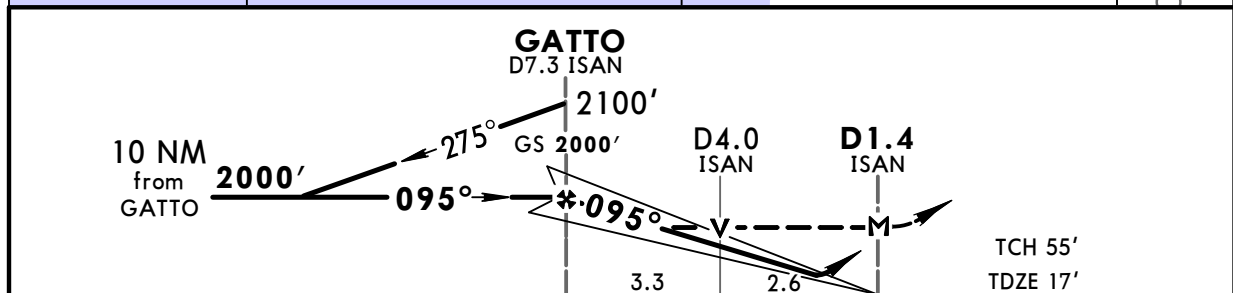 GATTO
D7.3 ISAN
2100′
275°
GS 2000′
10 NM
from
GATTO
2000′
095°
095°
D4.0
ISAN
D1.4
ISAN
V
M
TCH 55′
TDZE 17′
3.3
2.6